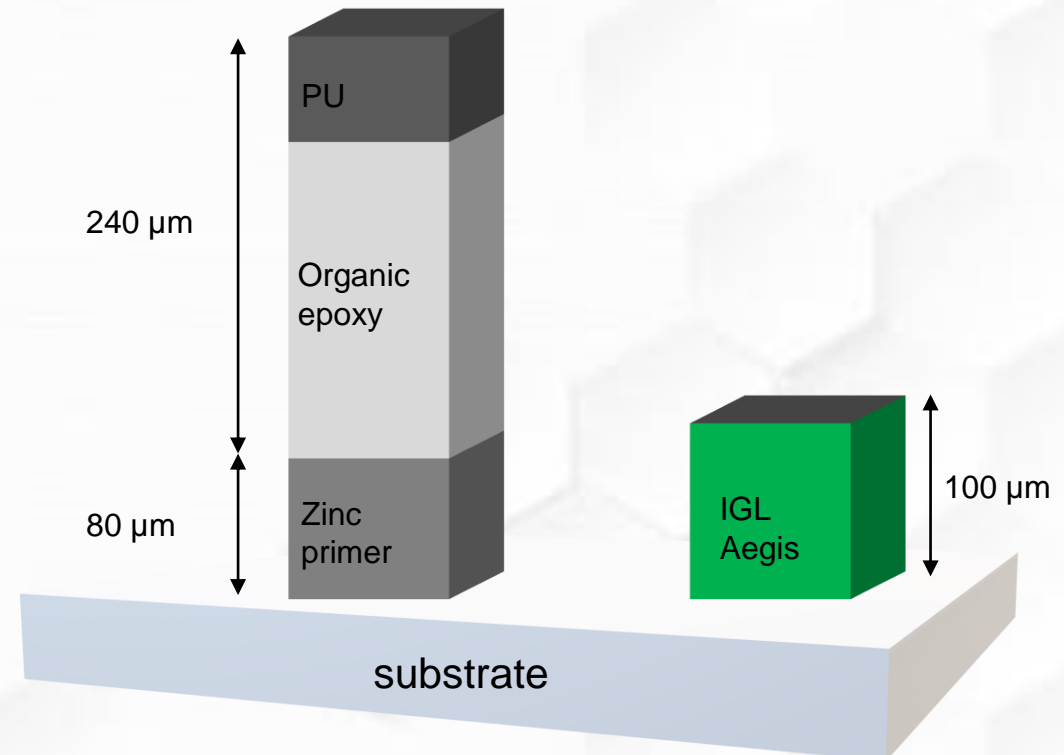 PU
240 µm
Organic
epoxy
80 µm
Zinc
primer
IGL
Aegis
100 µm
substrate